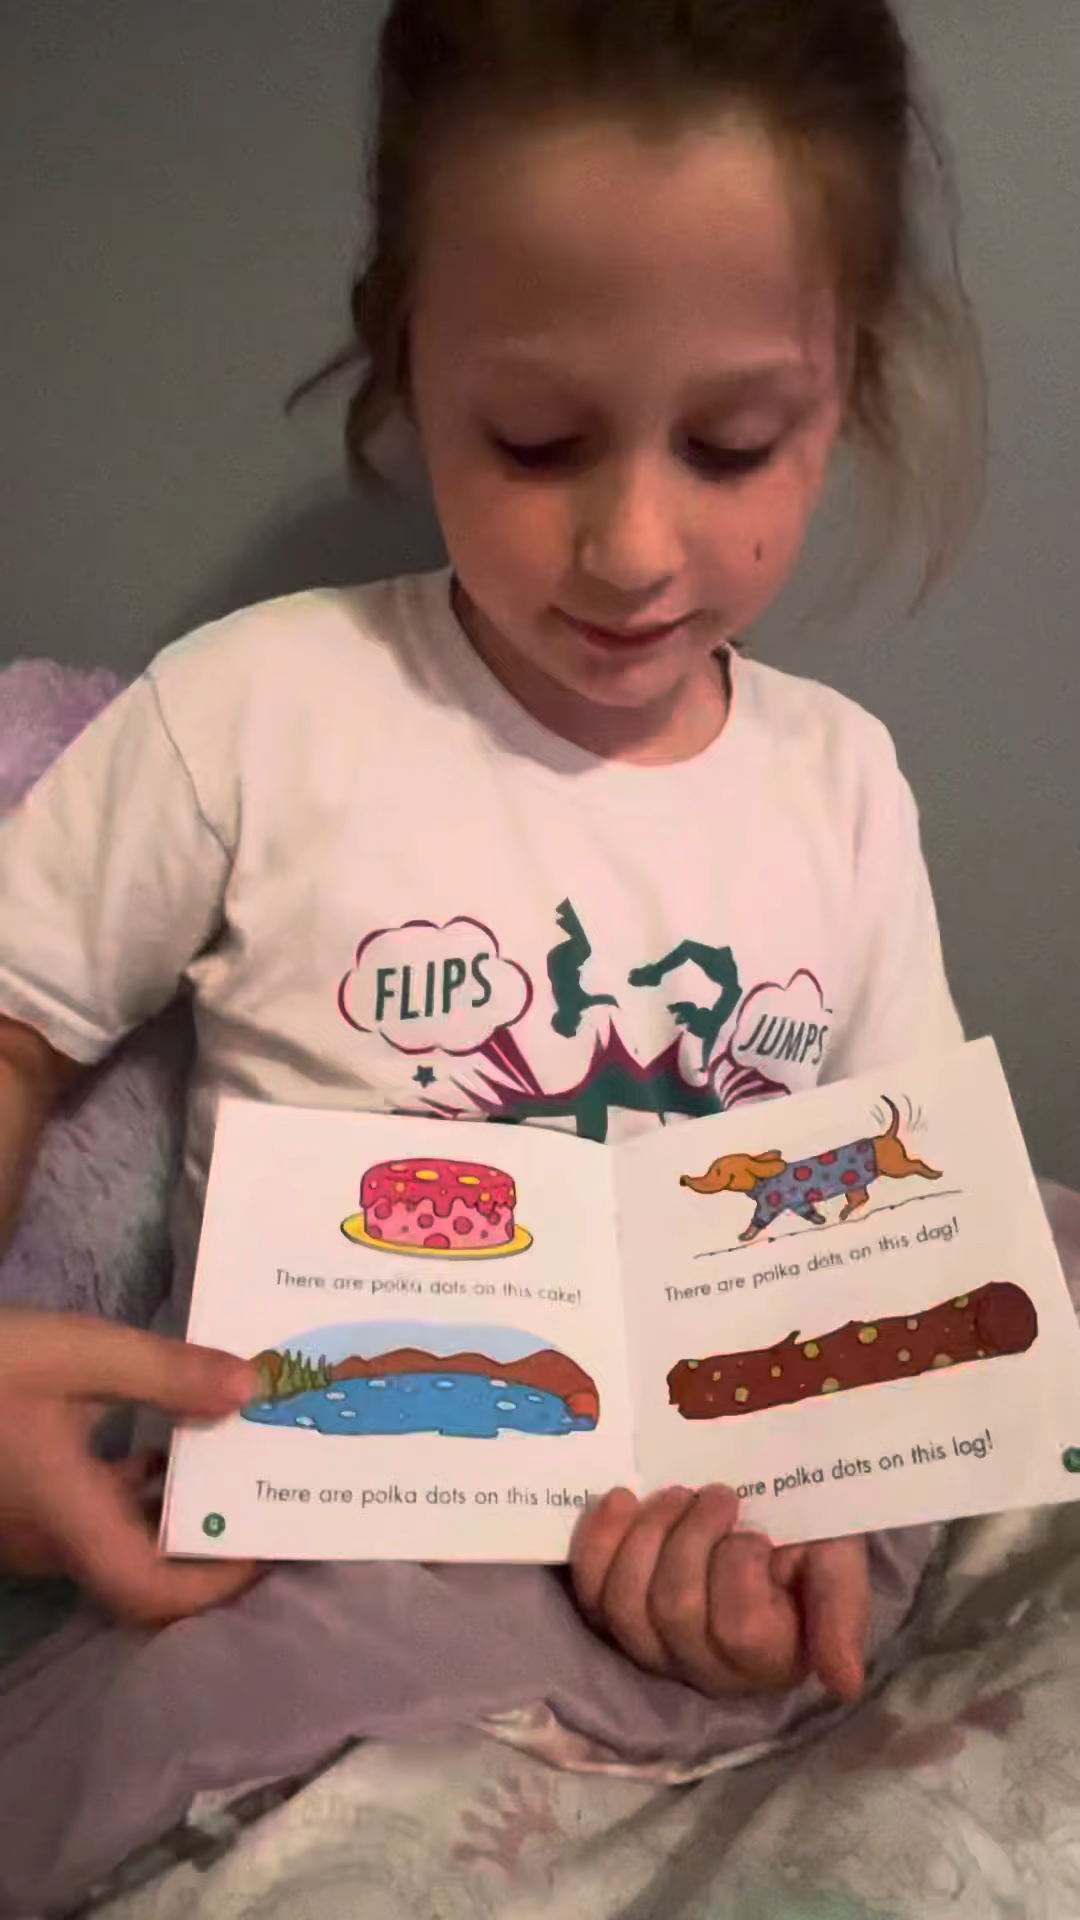 FLIPS
JUMPS
There are polka dots on this cake!
There are polka dots on this lake!
There are polka dots on this dog!
are polka dots on this log!